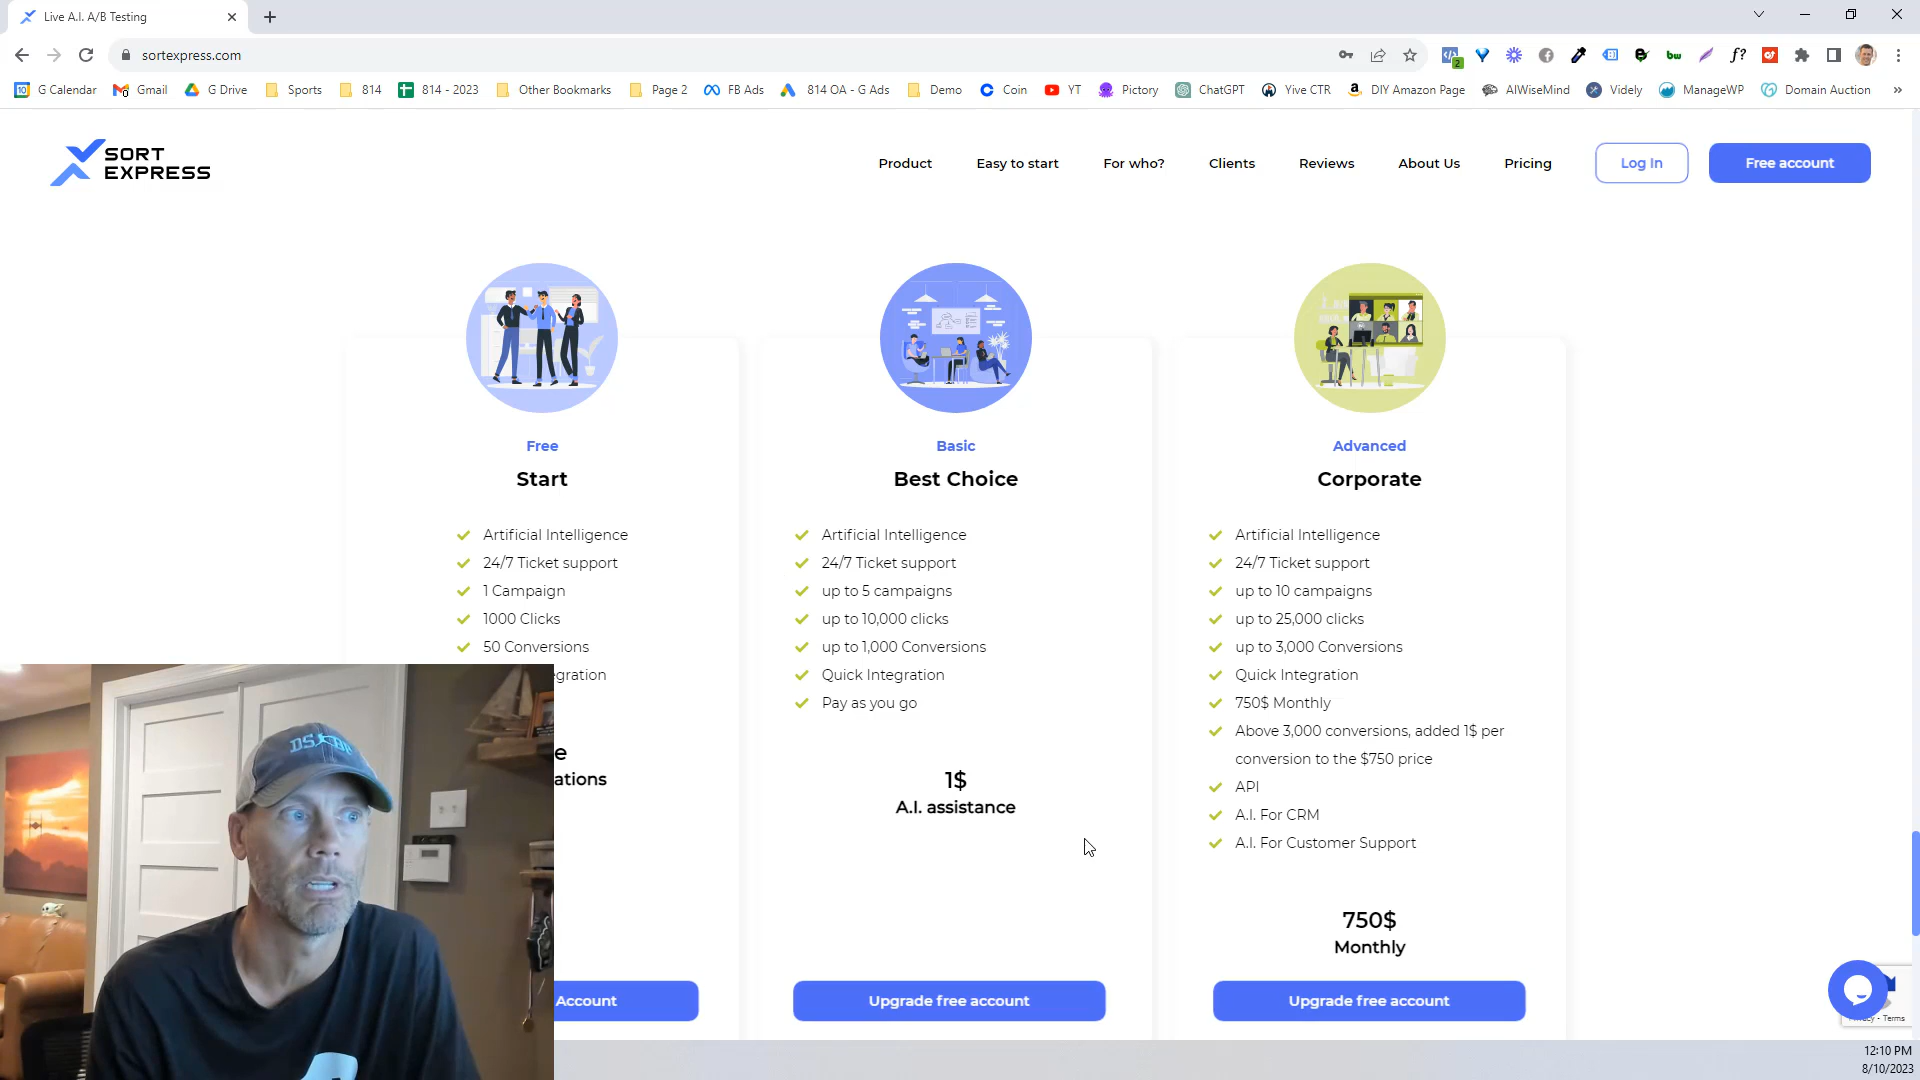 Live A.I. A/B Testing
sortexpress.com
2
G Calendar
Gmail
G Drive
Sports
814
814 - 2023
Other Bookmarks
Page 2
FB Ads
814 OA - G Ads
Demo
Coin
YT
Pictory
ChatGPT
Yive CTR
DIY Amazon Page
AIWiseMind
Videly
ManageWP
Domain Auction
»
SORT
EXPRESS
Product
Easy to start
For who?
Clients
Reviews
About Us
Pricing
Log In
Free account
Free
Start
Artificial Intelligence
24/7 Ticket support
1 Campaign
1000 Clicks
50 Conversions
egration
e
ations
Account
Basic
Best Choice
Artificial Intelligence
24/7 Ticket support
up to 5 campaigns
up to 10,000 clicks
up to 1,000 Conversions
Quick Integration
Pay as you go
1$
A.I. assistance
Upgrade free account
Advanced
Corporate
Artificial Intelligence
24/7 Ticket support
up to 10 campaigns
up to 25,000 clicks
up to 3,000 Conversions
Quick Integration
750$ Monthly
Above 3,000 conversions, added 1$ per
conversion to the $750 price
API
A.I. For CRM
A.I. For Customer Support
750$
Monthly
Upgrade free account
- Terms
12:10 PM
8/10/2023